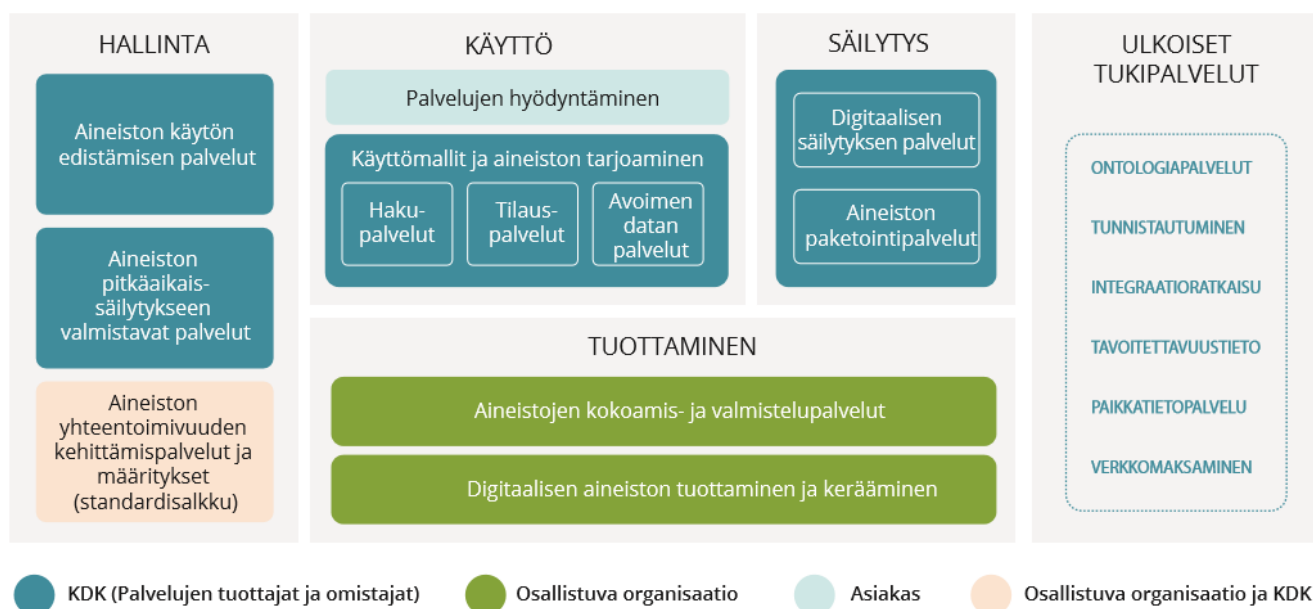 HALLINTA
Aineiston käytön
edistämisen palvelut
Aineiston
pitkäaikais-
säilytykseen
valmistavat palvelut
Aineiston
yhteentoimivuuden
kehittämispalvelut ja
määritykset
(standardisalkku)
KÄYTTÖ
Palvelujen hyödyntäminen
Käyttömallit ja aineiston tarjoaminen
Haku-
palvelut
Tilaus-
palvelut
Avoimen
datan
palvelut
SÄILYTYS
Digitaalisen
säilytyksen palvelut
Aineiston
paketointipalvelut
TUOTTAMINEN
Aineistojen kokoamis- ja valmistelupalvelut
Digitaalisen aineiston tuottaminen ja kerääminen
ULKOISET
TUKIPALVELUT
ONTOLOGIAPALVELUT
TUNNISTAUTUMINEN
INTEGRAATIORATKAISU
TAVOITETTAVUUSTIETO
PAIKKATIETOPALVELU
VERKKOMAKSAMINEN
KDK (Palvelujen tuottajat ja omistajat)
Osallistuva organisaatio
Asiakas
Osallistuva organisaatio ja KDK